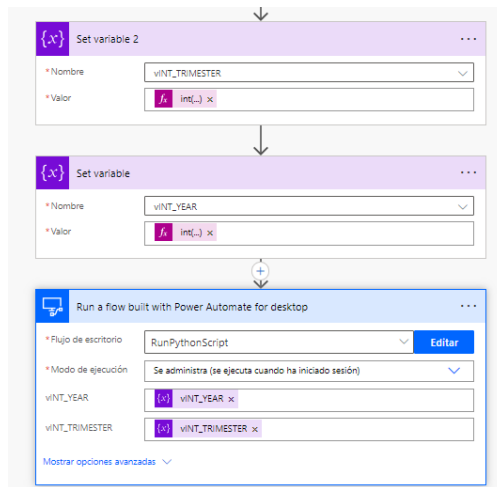 {x} Set variable 2 ...
*Nombre vINT_TRIMESTER
*Valor fx int(...) ×
{x} Set variable ...
*Nombre vINT_YEAR
*Valor fx int(...) ×
+
Run a flow built with Power Automate for desktop ...
*Flujo de escritorio RunPythonScript Editar
*Modo de ejecución Se administra (se ejecuta cuando ha iniciado sesión)
vINT_YEAR {x} vINT_YEAR ×
vINT_TRIMESTER {x} vINT_TRIMESTER ×
Mostrar opciones avanzadas